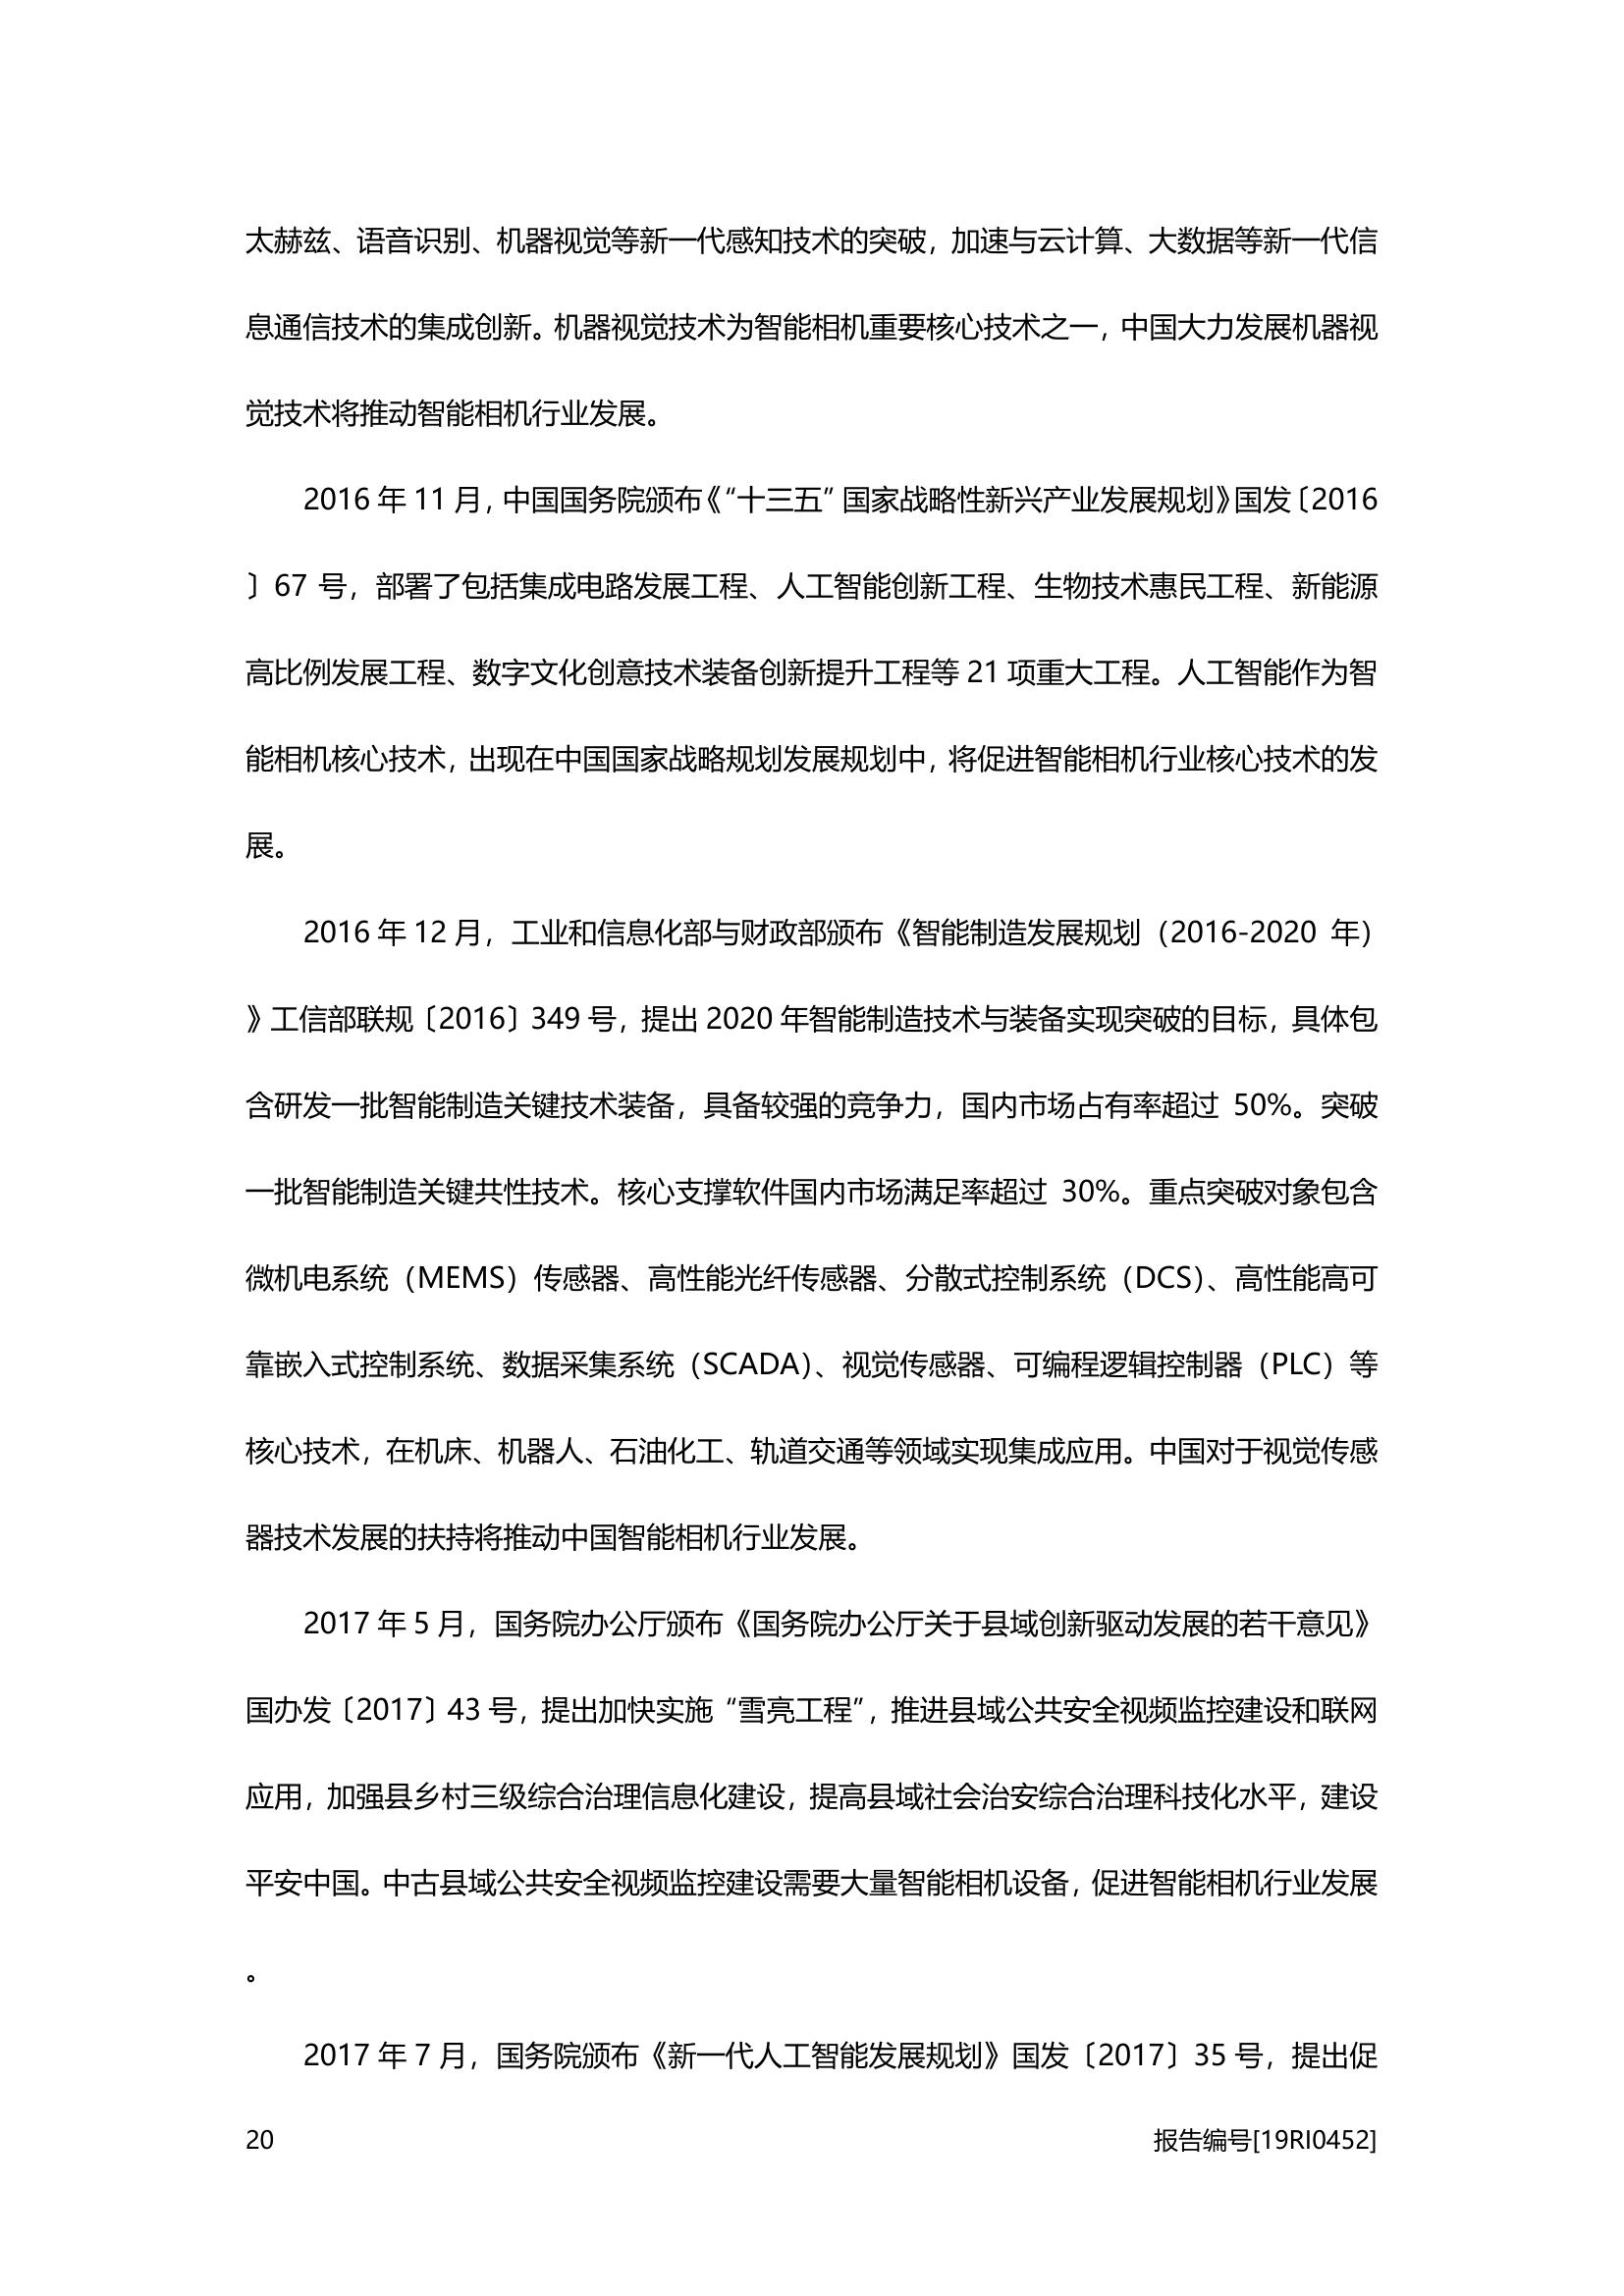 太赫兹、语音识别、机器视觉等新一代感知技术的突破，加速与云计算、大数据等新一代信
息通信技术的集成创新。机器视觉技术为智能相机重要核心技术之一，中国大力发展机器视
觉技术将推动智能相机行业发展。
2016 年 11 月，中国国务院颁布《“十三五”国家战略性新兴产业发展规划》国发〔2016
〕67 号，部署了包括集成电路发展工程、人工智能创新工程、生物技术惠民工程、新能源
高比例发展工程、数字文化创意技术装备创新提升工程等 21 项重大工程。人工智能作为智
能相机核心技术，出现在中国国家战略规划发展规划中，将促进智能相机行业核心技术的发
展。
2016 年 12 月，工业和信息化部与财政部颁布《智能制造发展规划（2016-2020 年）
》工信部联规〔2016〕349 号，提出 2020 年智能制造技术与装备实现突破的目标，具体包
含研发一批智能制造关键技术装备，具备较强的竞争力，国内市场占有率超过 50%。突破
一批智能制造关键共性技术。核心支撑软件国内市场满足率超过 30%。重点突破对象包含
微机电系统（MEMS）传感器、高性能光纤传感器、分散式控制系统（DCS）、高性能高可
靠嵌入式控制系统、数据采集系统（SCADA）、视觉传感器、可编程逻辑控制器（PLC）等
核心技术，在机床、机器人、石油化工、轨道交通等领域实现集成应用。中国对于视觉传感
器技术发展的扶持将推动中国智能相机行业发展。
2017 年 5 月，国务院办公厅颁布《国务院办公厅关于县域创新驱动发展的若干意见》
国办发〔2017〕43 号，提出加快实施“雪亮工程”，推进县域公共安全视频监控建设和联网
应用，加强县乡村三级综合治理信息化建设，提高县域社会治安综合治理科技化水平，建设
平安中国。中古县域公共安全视频监控建设需要大量智能相机设备，促进智能相机行业发展
。
2017 年 7 月，国务院颁布《新一代人工智能发展规划》国发〔2017〕35 号，提出促
20
报告编号[19RI0452]